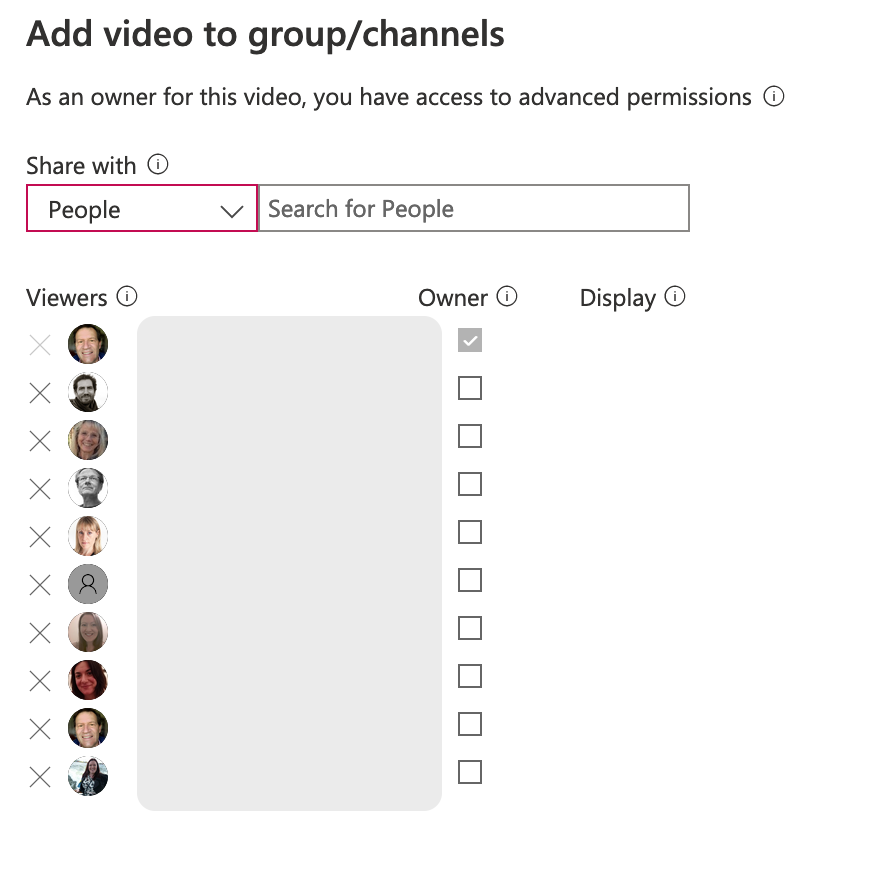 Add video to group/channels
As an owner for this video, you have access to advanced permissions
Share with
People
Search for People
Viewers
Owner
Display